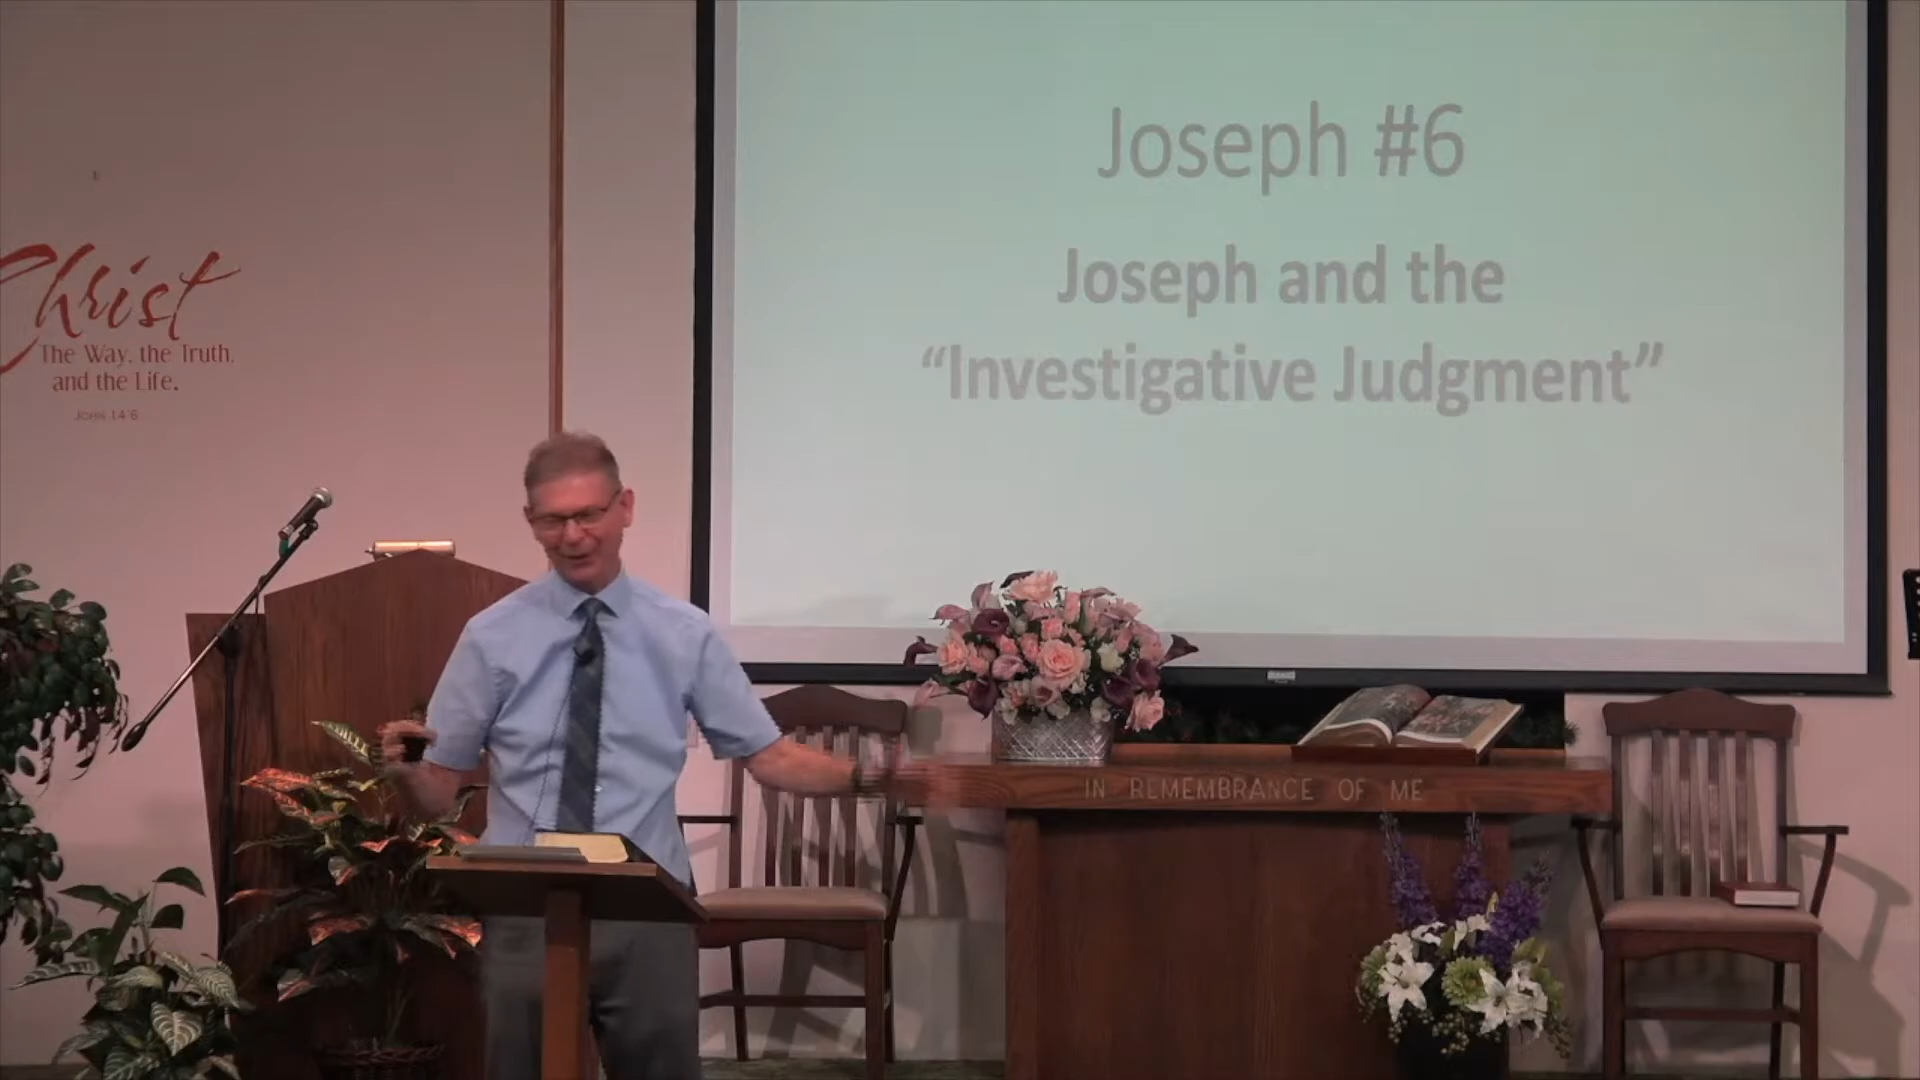 Joseph #6
Joseph and the
“Investigative Judgment”
Christ
The Way, the Truth,
and the Life.
John 14:6
IN REMEMBRANCE OF ME